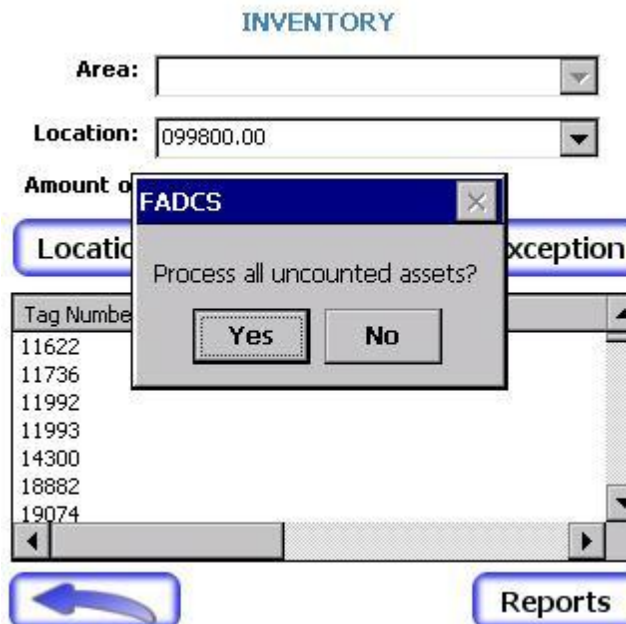 INVENTORY
Area:
Location: 099800.00
Amount o
FADCS
Locatio
xception
Process all uncounted assets?
Tag Numbe
Yes No
11622
11736
11992
11993
14300
18882
19074
Reports